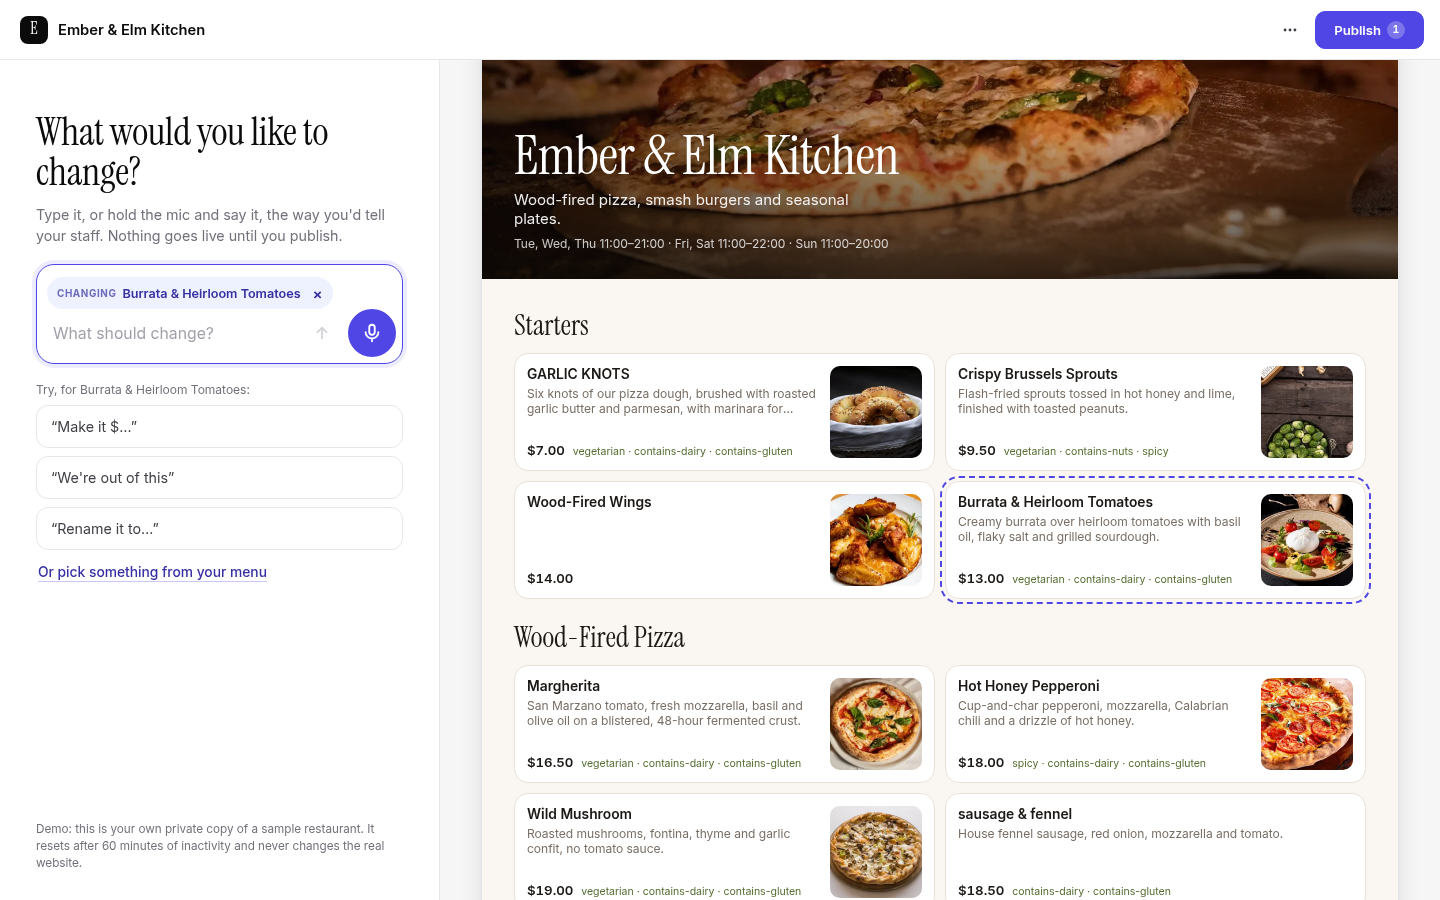 E
Ember & Elm Kitchen
Publish 1
What would you like to
change?
Type it, or hold the mic and say it, the way you'd tell
your staff. Nothing goes live until you publish.
CHANGING Burrata & Heirloom Tomatoes ×
What should change?
Try, for Burrata & Heirloom Tomatoes:
“Make it $...”
“We're out of this”
“Rename it to...”
Or pick something from your menu
Demo: this is your own private copy of a sample restaurant. It
resets after 60 minutes of inactivity and never changes the real
website.
Ember & Elm Kitchen
Wood-fired pizza, smash burgers and seasonal
plates.
Tue, Wed, Thu 11:00–21:00 · Fri, Sat 11:00–22:00 · Sun 11:00–20:00
Starters
GARLIC KNOTS
Six knots of our pizza dough, brushed with roasted
garlic butter and parmesan, with marinara for...
$7.00 vegetarian · contains-dairy · contains-gluten
Crispy Brussels Sprouts
Flash-fried sprouts tossed in hot honey and lime,
finished with toasted peanuts.
$9.50 vegetarian · contains-nuts · spicy
Wood-Fired Wings
$14.00
Burrata & Heirloom Tomatoes
Creamy burrata over heirloom tomatoes with basil
oil, flaky salt and grilled sourdough.
$13.00 vegetarian · contains-dairy · contains-gluten
Wood-Fired Pizza
Margherita
San Marzano tomato, fresh mozzarella, basil and
olive oil on a blistered, 48-hour fermented crust.
$16.50 vegetarian · contains-dairy · contains-gluten
Hot Honey Pepperoni
Cup-and-char pepperoni, mozzarella, Calabrian
chili and a drizzle of hot honey.
$18.00 spicy · contains-dairy · contains-gluten
Wild Mushroom
Roasted mushrooms, fontina, thyme and garlic
confit, no tomato sauce.
$19.00 vegetarian · contains-dairy · contains-gluten
sausage & fennel
House fennel sausage, red onion, mozzarella and tomato.
$18.50 contains-dairy · contains-gluten